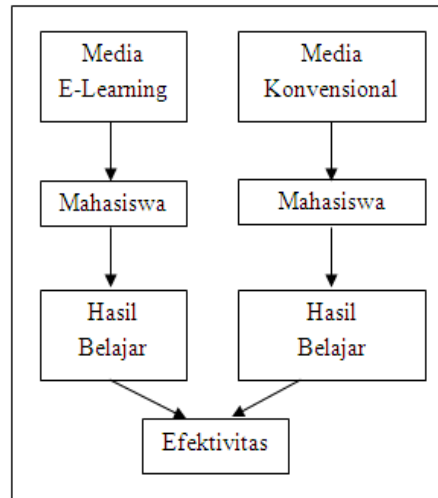 Media
E-Learning
Media
Konvensional
Mahasiswa
Mahasiswa
Hasil
Belajar
Hasil
Belajar
Efektivitas